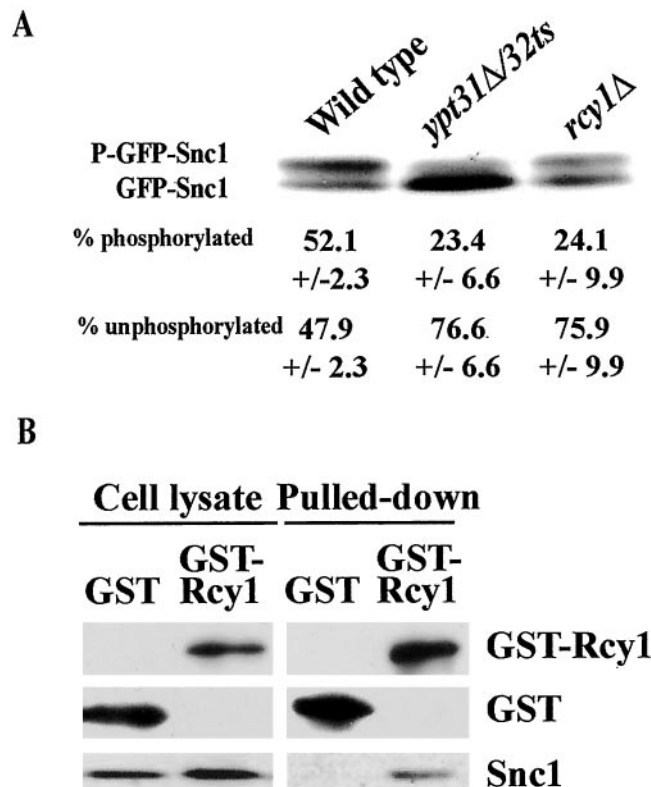 A
Wild type
ypt31Δ/32ts
rcy1Δ
P-GFP-Snc1
GFP-Snc1
% phosphorylated 52.1 23.4 24.1
+/-2.3 +/- 6.6 +/- 9.9
% unphosphorylated 47.9 76.6 75.9
+/- 2.3 +/- 6.6 +/- 9.9
B
Cell lysate Pulled-down
GST GST-Rcy1 GST GST-Rcy1
GST-Rcy1
GST
Snc1